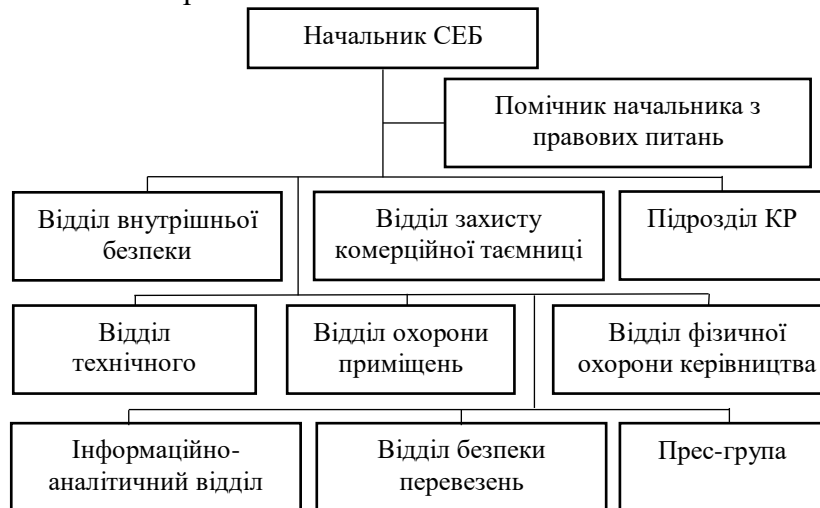 Начальник СЕБ
Помічник начальника з
правових питань
Відділ внутрішньої
безпеки
Відділ захисту
комерційної таємниці
Підрозділ КР
Відділ
технічного
Відділ охорони
приміщень
Відділ фізичної
охорони керівництва
Інформаційно-
аналітичний відділ
Відділ безпеки
перевезень
Прес-група